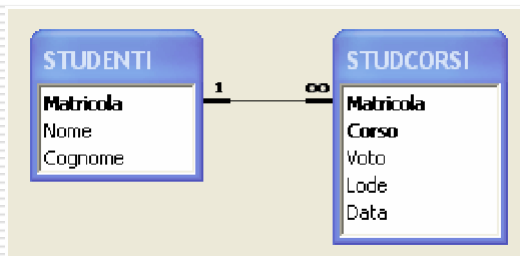 STUDENTI
Matricola
Nome
Cognome
1
∞
STUDCORSI
Matricola
Corso
Voto
Lode
Data